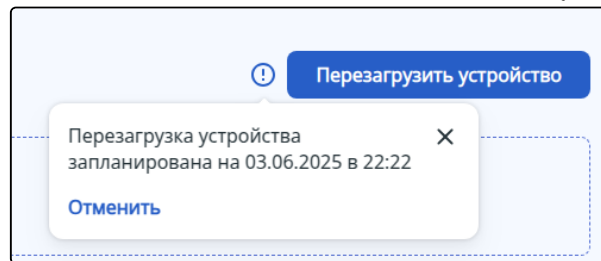 Перезагрузить устройство
Перезагрузка устройства
запланирована на 03.06.2025 в 22:22
Отменить